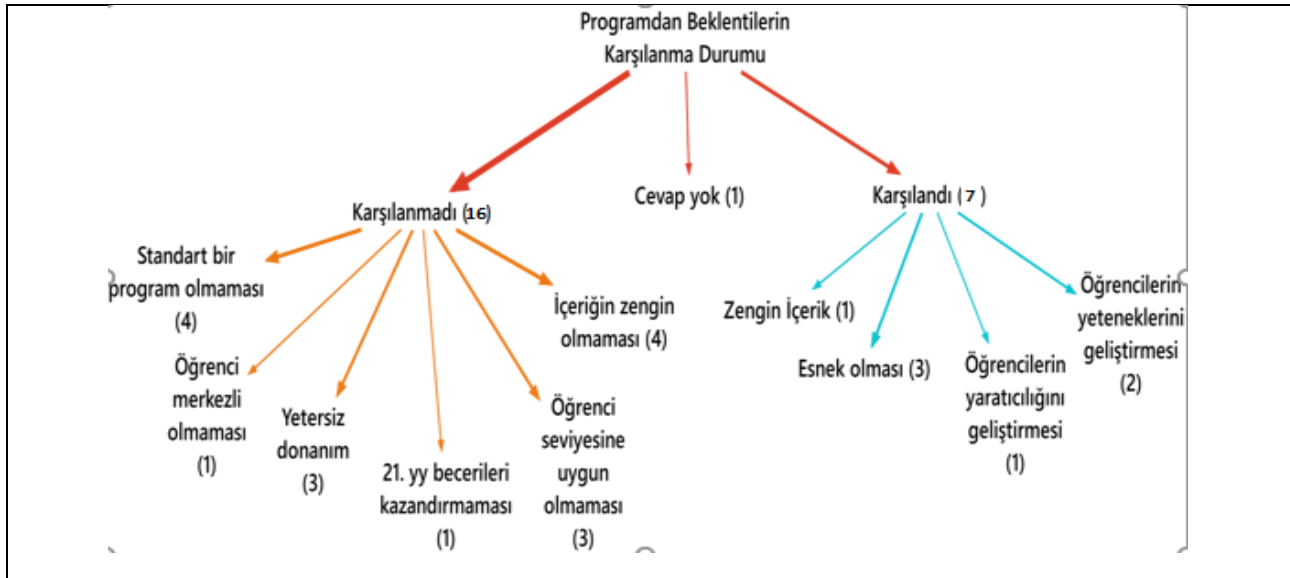 Programdan Beklentilerin
Karşılanma Durumu
Karşılanmadı (16)
Cevap yok (1)
Karşılandı (7 )
Standart bir
program olmaması
(4)
Öğrenci
merkezli
olmaması
(1)
Yetersiz
donanım
(3)
21. yy becerileri
kazandırmaması
(1)
Öğrenci
seviyesine
uygun
olmaması
(3)
İçeriğin zengin
olmaması (4)
Zengin İçerik (1)
Esnek olması (3)
Öğrencilerin
yaratıcılığını
geliştirmesi
(1)
Öğrencilerin
yeteneklerini
geliştirmesi
(2)